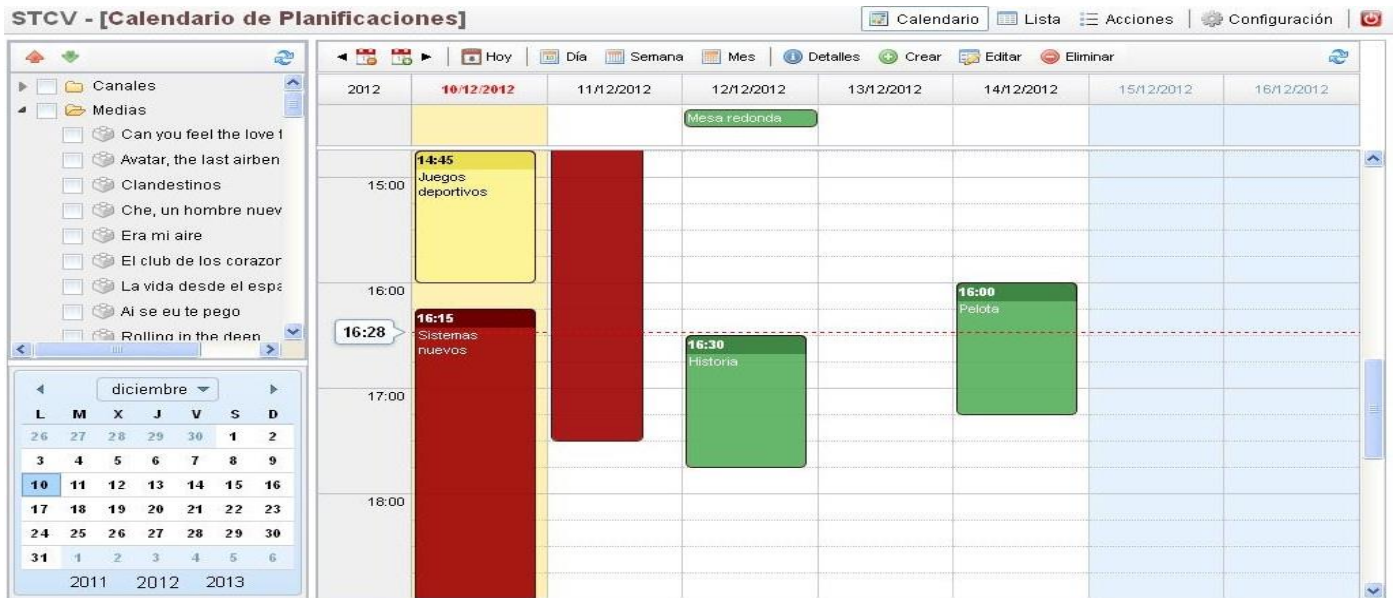 STCV - [Calendario de Planificaciones]
Calendario Lista Acciones Configuración
Canales
Medias
Can you feel the love
Avatar, the last airben
Clandestinos
Che, un hombre nuev
Era mi aire
El club de los corazor
La vida desde el espa
Ai se eu te pego
Rolling in the deep
diciembre
L M X J V S D
26 27 28 29 30 1 2
3 4 5 6 7 8 9
10 11 12 13 14 15 16
17 18 19 20 21 22 23
24 25 26 27 28 29 30
31 1 2 3 4 5 6
2011 2012 2013
Hoy Día Semana Mes Detalles Crear Editar Eliminar
2012 10/12/2012 11/12/2012 12/12/2012 13/12/2012 14/12/2012 15/12/2012 16/12/2012
Mesa redonda
14:45
Juegos
deportivos
15:00
16:00
16:00
Pelota
16:15
Sistemas
nuevos
16:28
16:30
Historia
17:00
18:00